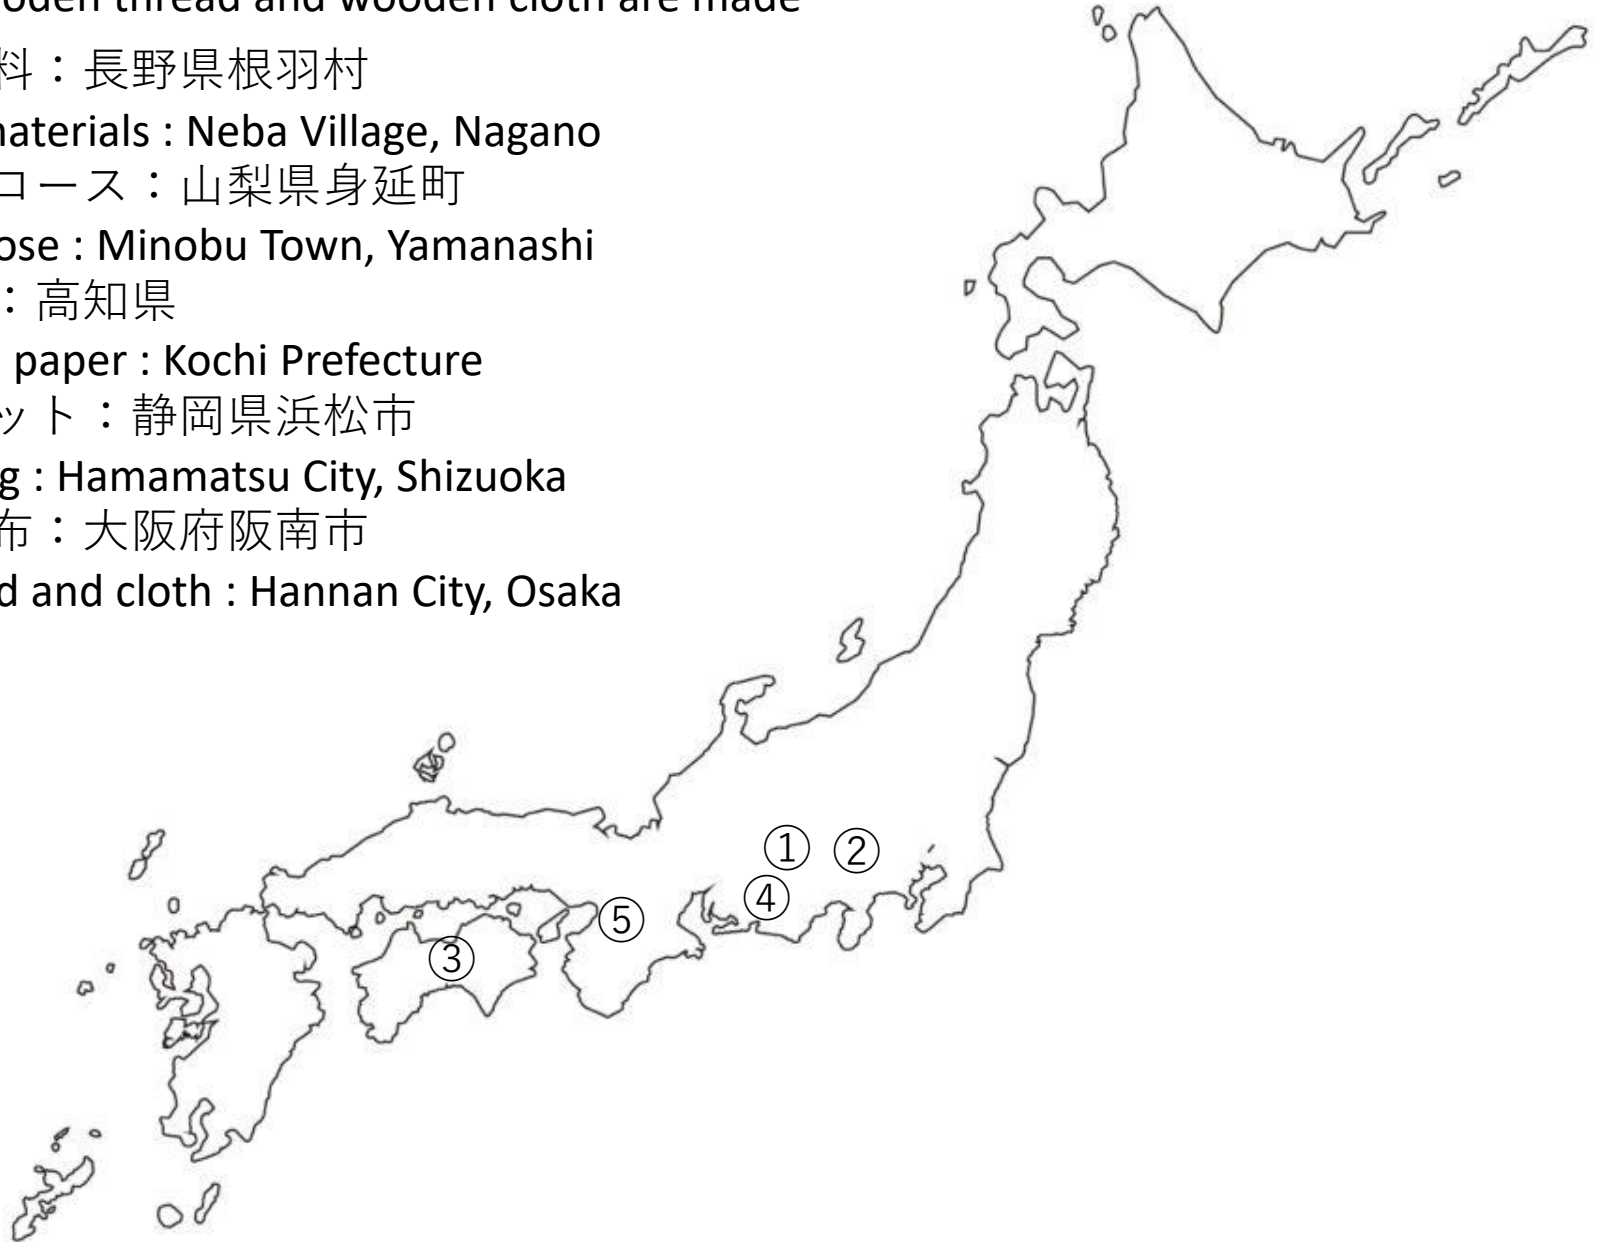 oden thread and wooden cloth are made
料：長野県根羽村
aterials : Neba Village, Nagano
コース：山梨県身延町
ose : Minobu Town, Yamanashi
：高知県
paper : Kochi Prefecture
ット：静岡県浜松市
g : Hamamatsu City, Shizuoka
布：大阪府阪南市
d and cloth : Hannan City, Osaka
① ②
④
⑤
③